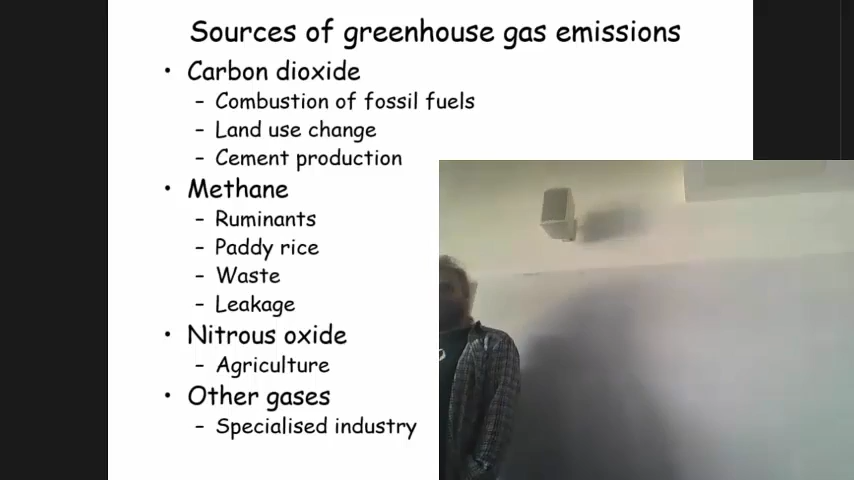 Sources of greenhouse gas emissions
• Carbon dioxide
– Combustion of fossil fuels
– Land use change
– Cement production
• Methane
– Ruminants
– Paddy rice
– Waste
– Leakage
• Nitrous oxide
– Agriculture
• Other gases
– Specialised industry